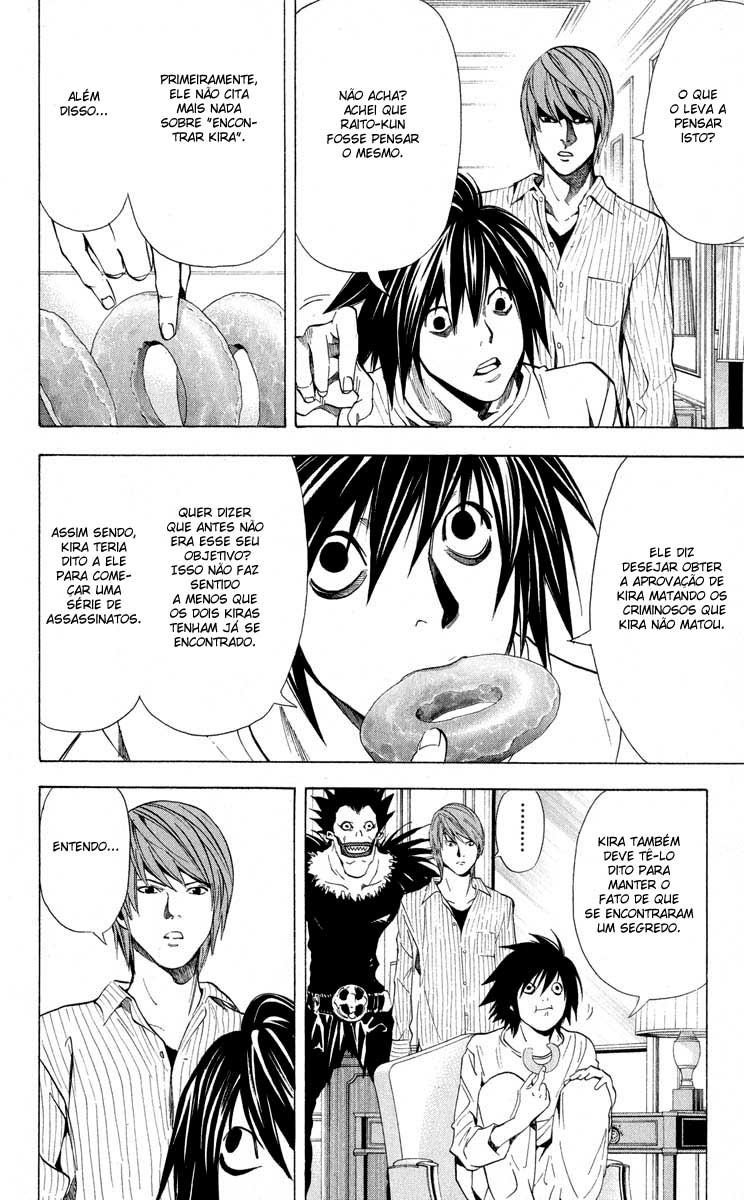 O QUE
O LEVA A
PENSAR
ISTO?
NÃO ACHA?
ACHEI QUE
RAITO-KUN
FOSSE PENSAR
O MESMO.
PRIMEIRAMENTE,
ELE NÃO CITA
MAIS NADA
SOBRE "ENCON-
TRAR KIRA".
ALÉM
DISSO...
ELE DIZ
DESEJAR OBTER
A APROVAÇÃO DE
KIRA MATANDO OS
CRIMINOSOS QUE
KIRA NÃO MATOU.
QUER DIZER
QUE ANTES NÃO
ERA ESSE SEU
OBJETIVO?
ISSO NÃO FAZ
SENTIDO
A MENOS QUE
OS DOIS KIRAS
TENHAM JÁ SE
ENCONTRADO.
ASSIM SENDO,
KIRA TERIA
DITO A ELE
PARA COME-
ÇAR UMA
SÉRIE DE
ASSASSINATOS.
KIRA TAMBÉM
DEVE TÊ-LO
DITO PARA
MANTER O
FATO DE QUE
SE ENCONTRARAM
UM SEGREDO.
........
ENTENDO...